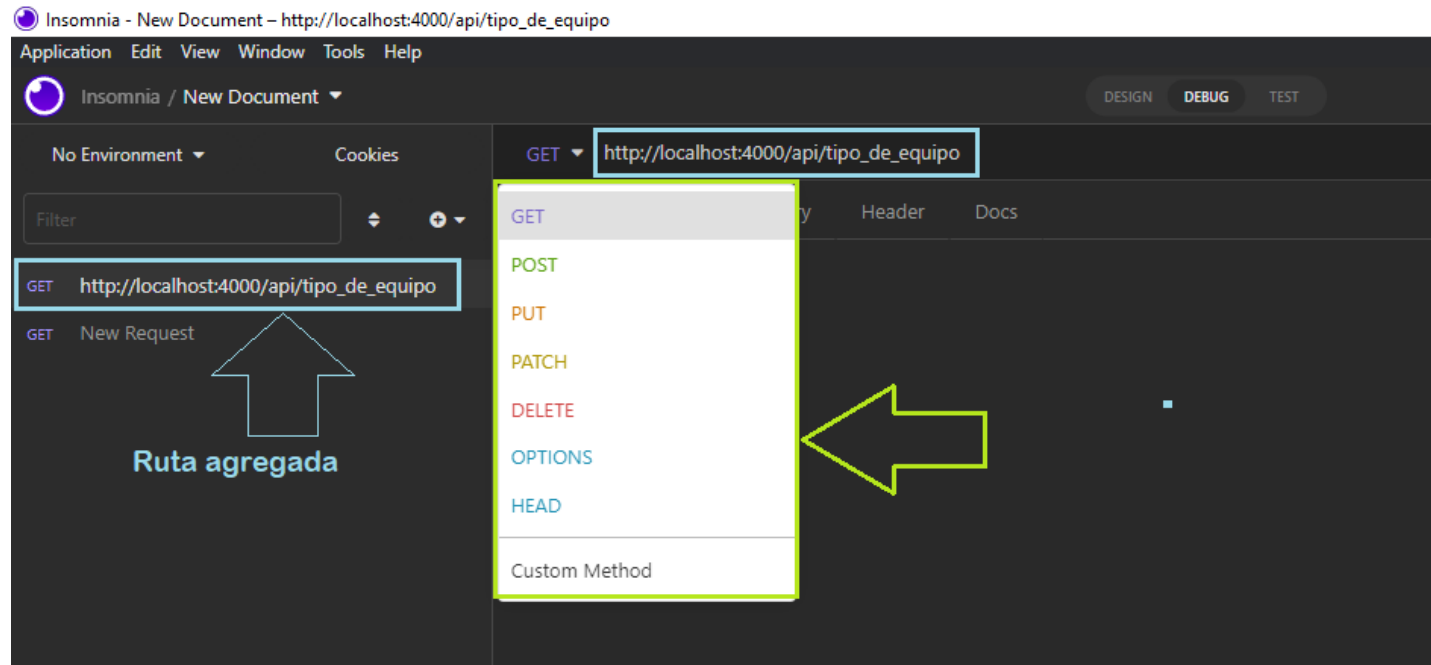 Insomnia - New Document – http://localhost:4000/api/tipo_de_equipo
Application Edit View Window Tools Help
Insomnia / New Document
DESIGN DEBUG TEST
No Environment Cookies
GET http://localhost:4000/api/tipo_de_equipo
Filter
Header Docs
GET http://localhost:4000/api/tipo_de_equipo
GET New Request
Ruta agregada
GET
POST
PUT
PATCH
DELETE
OPTIONS
HEAD
Custom Method